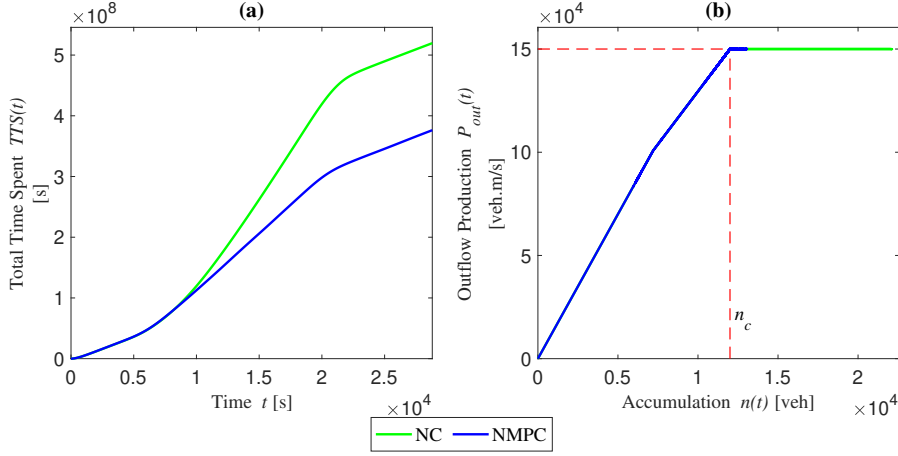 (a)
×10^8
Total Time Spent TTS(t)
[s]
5
4
3
2
1
0
0
0.5
1
1.5
2
2.5
×10^4
Time t [s]
(b)
×10^4
Outflow Production P_out(t)
[veh.m/s]
15
10
5
0
n_c
0
0.5
1
1.5
2
×10^4
Accumulation n(t) [veh]
NC
NMPC